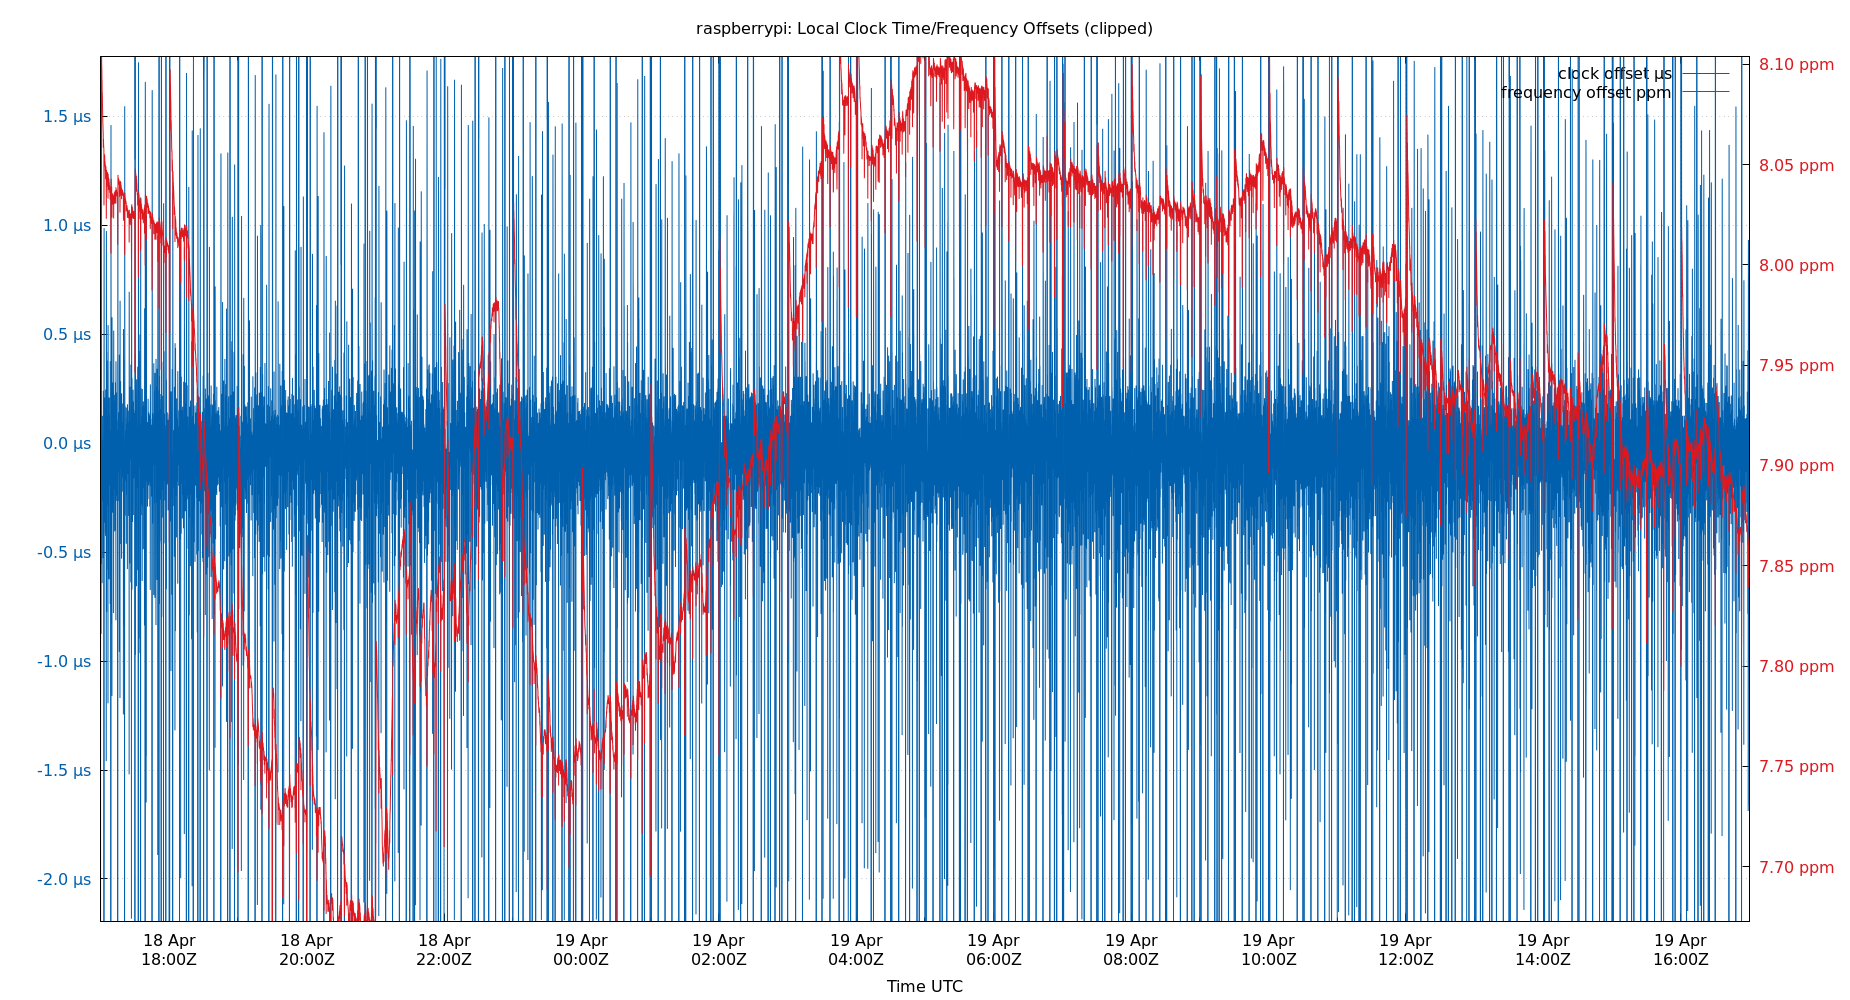 raspberrypi: Local Clock Time/Frequency Offsets (clipped)
clock offset µs
frequency offset ppm
1.5 µs
1.0 µs
0.5 µs
0.0 µs
-0.5 µs
-1.0 µs
-1.5 µs
-2.0 µs
8.10 ppm
8.05 ppm
8.00 ppm
7.95 ppm
7.90 ppm
7.85 ppm
7.80 ppm
7.75 ppm
7.70 ppm
18 Apr 18 Apr 18 Apr 19 Apr 19 Apr 19 Apr 19 Apr 19 Apr 19 Apr 19 Apr 19 Apr 19 Apr
18:00Z 20:00Z 22:00Z 00:00Z 02:00Z 04:00Z 06:00Z 08:00Z 10:00Z 12:00Z 14:00Z 16:00Z
Time UTC